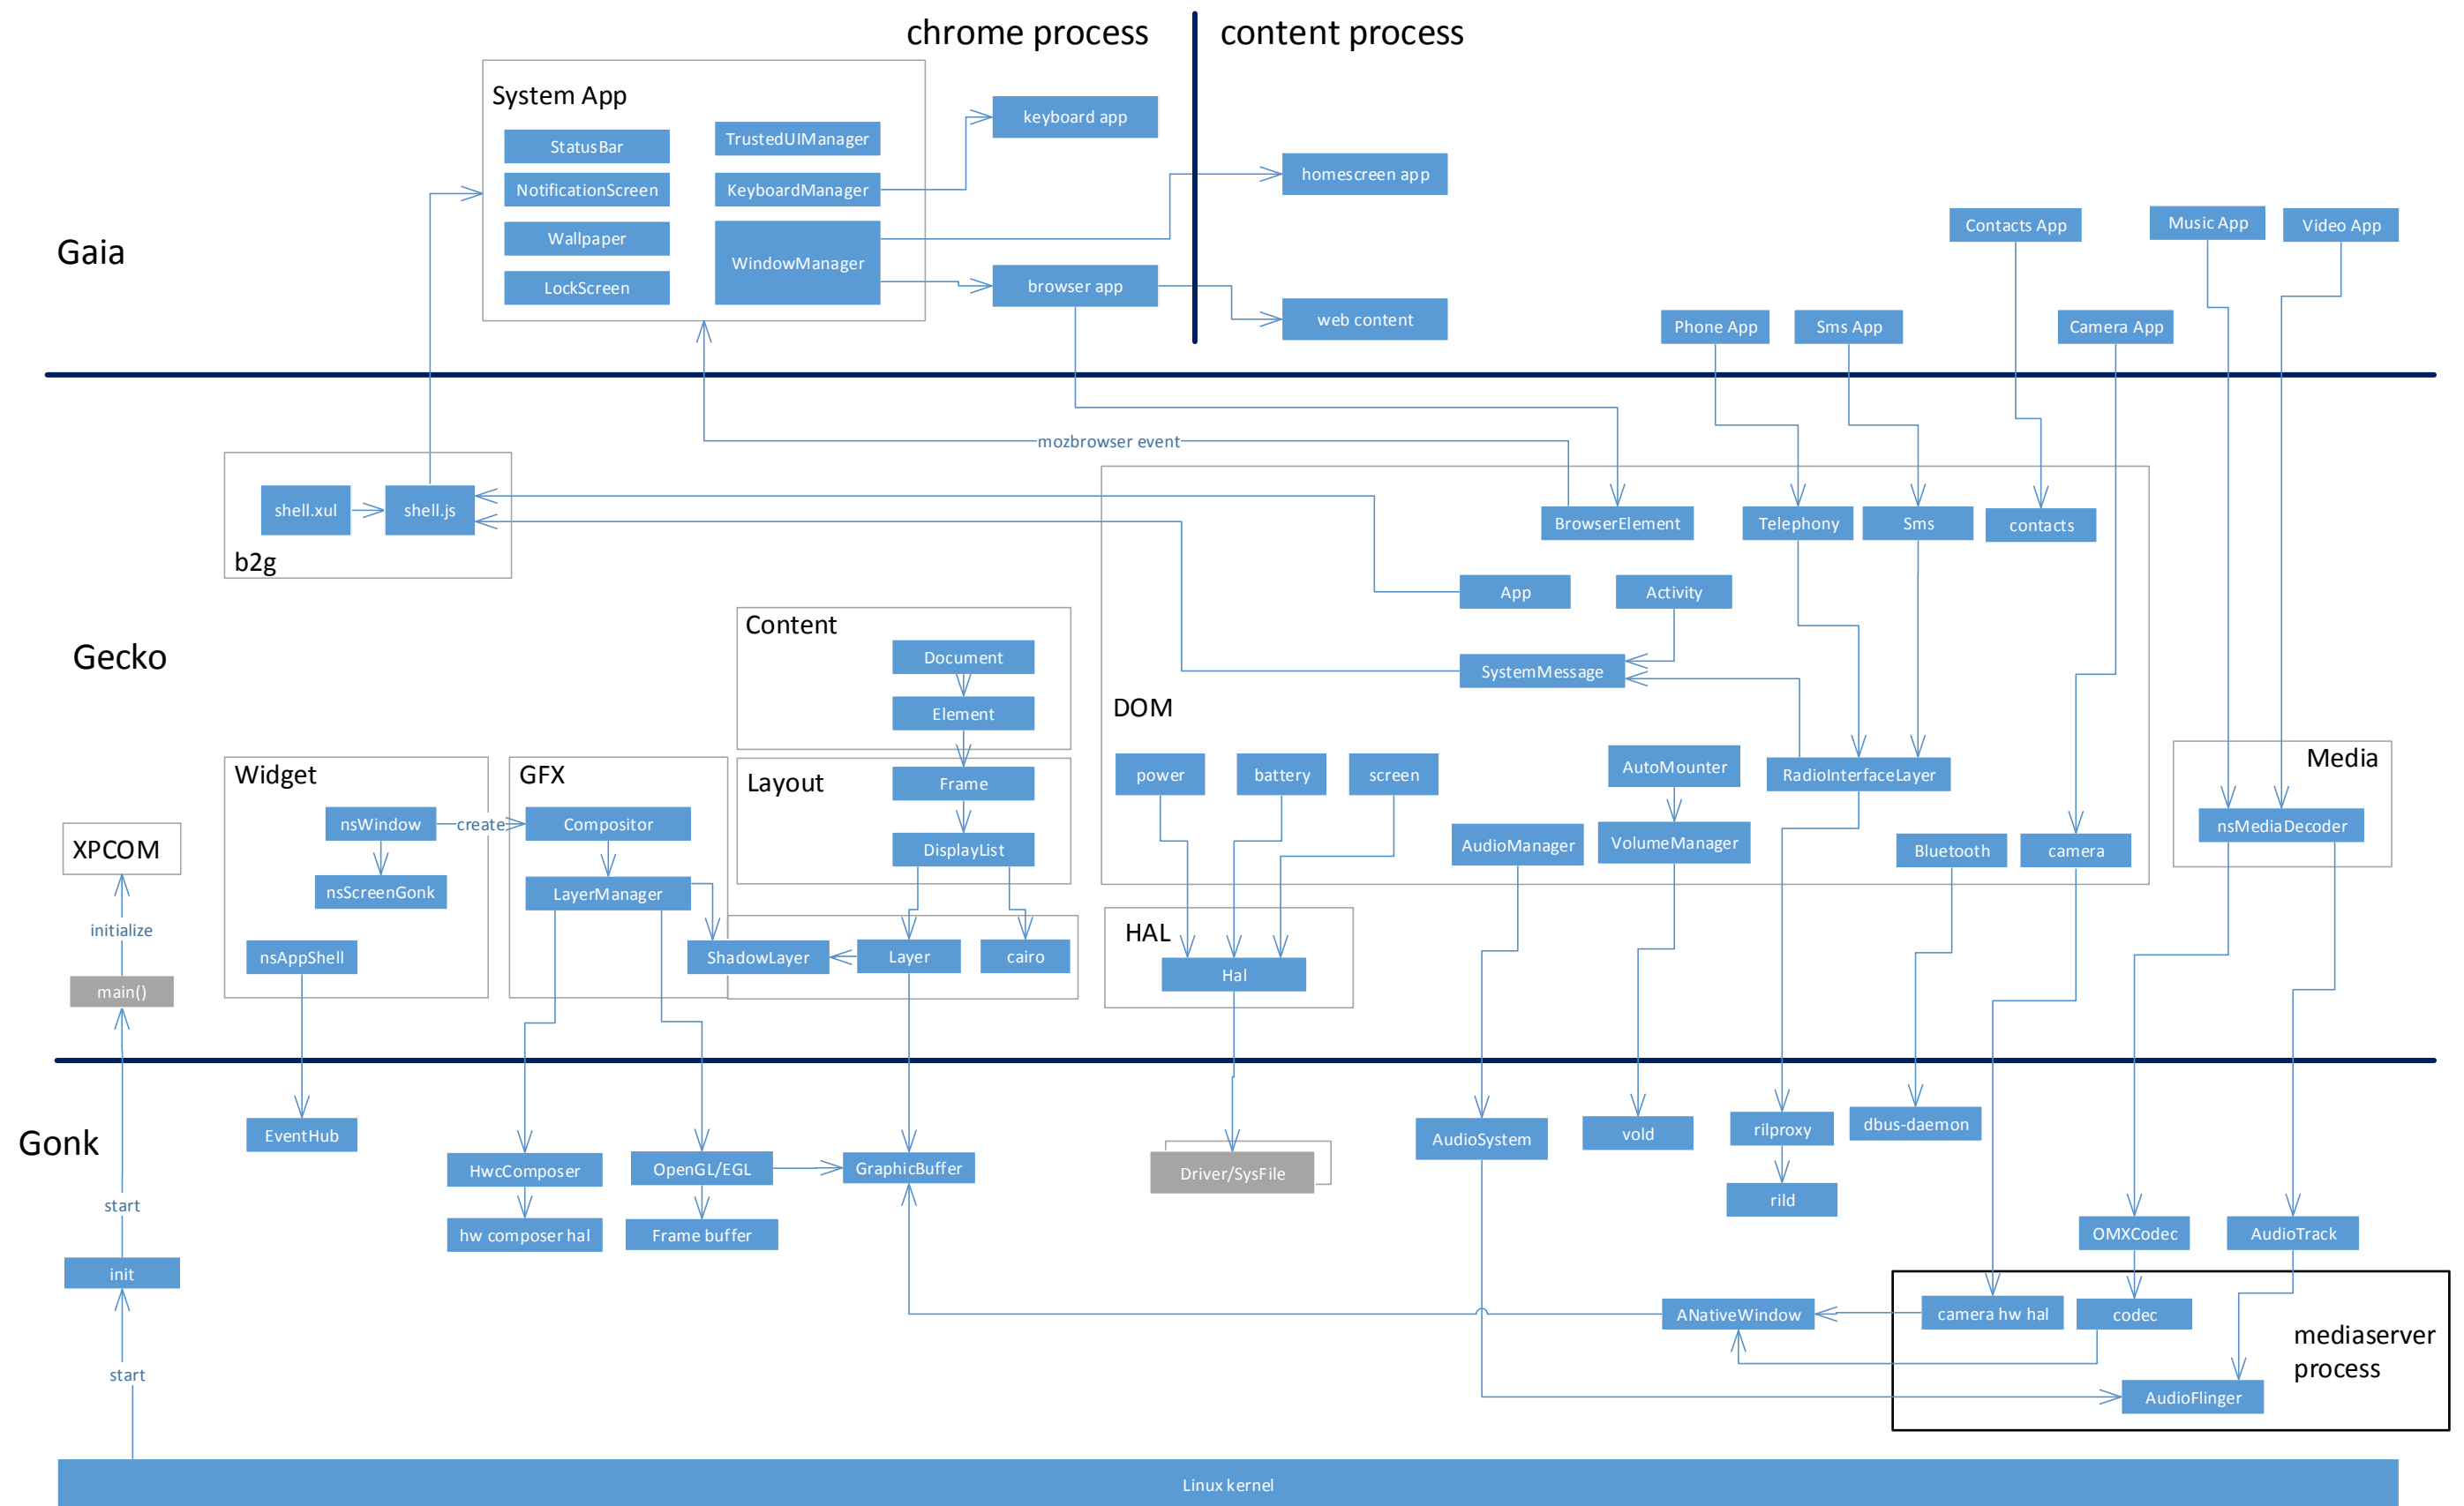 chrome process
content process
System App
StatusBar
NotificationScreen
Wallpaper
LockScreen
TrustedUIManager
KeyboardManager
WindowManager
keyboard app
browser app
homescreen app
web content
Gaia
Phone App
Sms App
Contacts App
Camera App
Music App
Video App
mozbrowser event
shell.xul
shell.js
b2g
BrowserElement
Telephony
Sms
contacts
App
Activity
SystemMessage
DOM
Gecko
Content
Document
Element
Layout
Frame
DisplayList
Widget
nsWindow
create
nsScreenGonk
nsAppShell
GFX
Compositor
LayerManager
ShadowLayer
Layer
cairo
XPCOM
initialize
main()
power
battery
screen
AutoMounter
RadioInterfaceLayer
AudioManager
VolumeManager
Bluetooth
camera
Media
nsMediaDecoder
HAL
Hal
Gonk
EventHub
HwcComposer
hw composer hal
OpenGL/EGL
Frame buffer
GraphicBuffer
Driver/SysFile
AudioSystem
vold
rilproxy
rild
dbus-daemon
OMXCodec
AudioTrack
start
init
start
ANativeWindow
camera hw hal
codec
mediaserver
process
AudioFlinger
Linux kernel